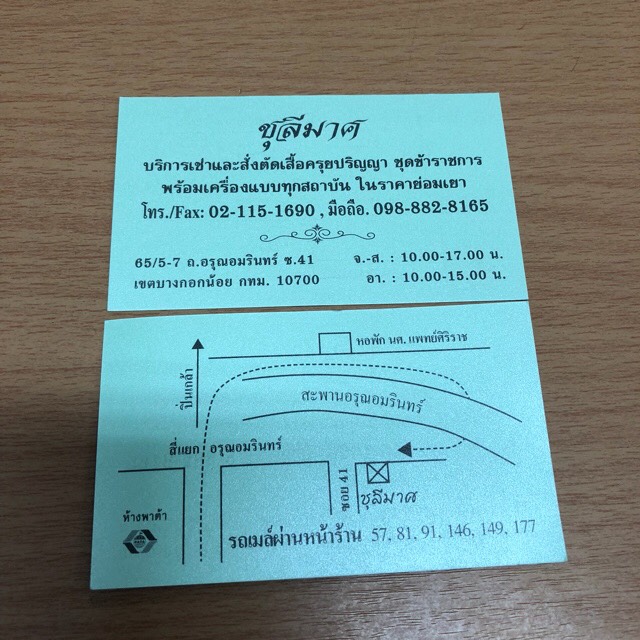 ชุลีมาศ
บริการเช่าและสั่งตัดเสื้อครุยปริญญา ชุดข้าราชการ
พร้อมเครื่องแบบทุกสถาบัน ในราคาย่อมเยา
โทร./Fax: 02-115-1690 , มือถือ. 098-882-8165
65/5-7 ถ.อรุณอมรินทร์ ซ.41
เขตบางกอกน้อย กทม. 10700
จ.-ส. : 10.00-17.00 น.
อา. : 10.00-15.00 น.
หอพัก นศ. แพทย์ศิริราช
ปิ่นเกล้า
สะพานอรุณอมรินทร์
สี่แยก อรุณอมรินทร์
ซอย 41
ชุลีมาศ
ห้างพาต้า
รถเมล์ผ่านหน้าร้าน 57, 81, 91, 146, 149, 177